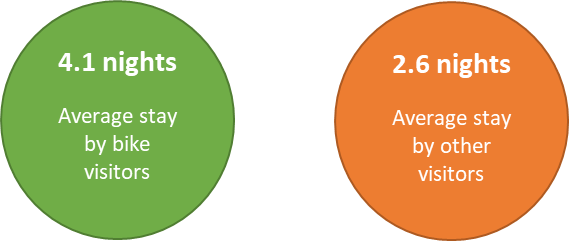 4.1 nights
Average stay
by bike
visitors
2.6 nights
Average stay
by other
visitors